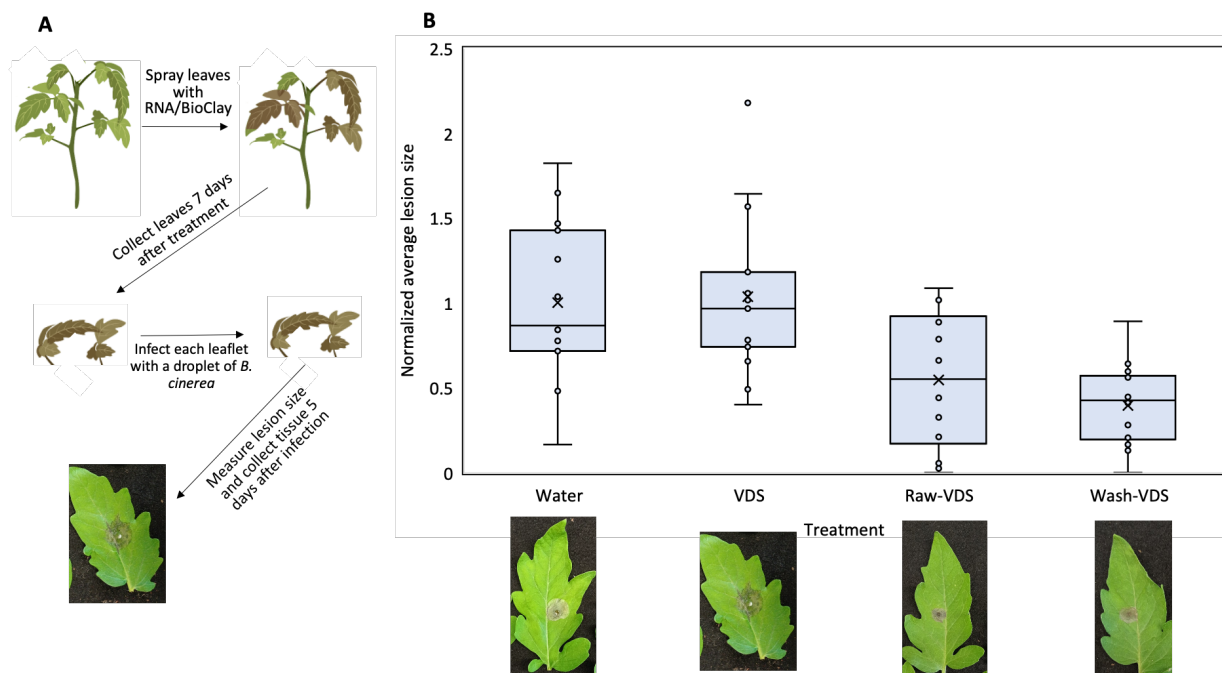 A
Spray leaves
with
RNA/BioClay
Collect leaves 7 days
after treatment
Infect each leaflet
with a droplet of B.
cinerea
Measure lesion size
and collect tissue 5
days after infection
B
Normalized average lesion size
2.5
2
1.5
1
0.5
0
Water
VDS
Raw-VDS
Wash-VDS
Treatment